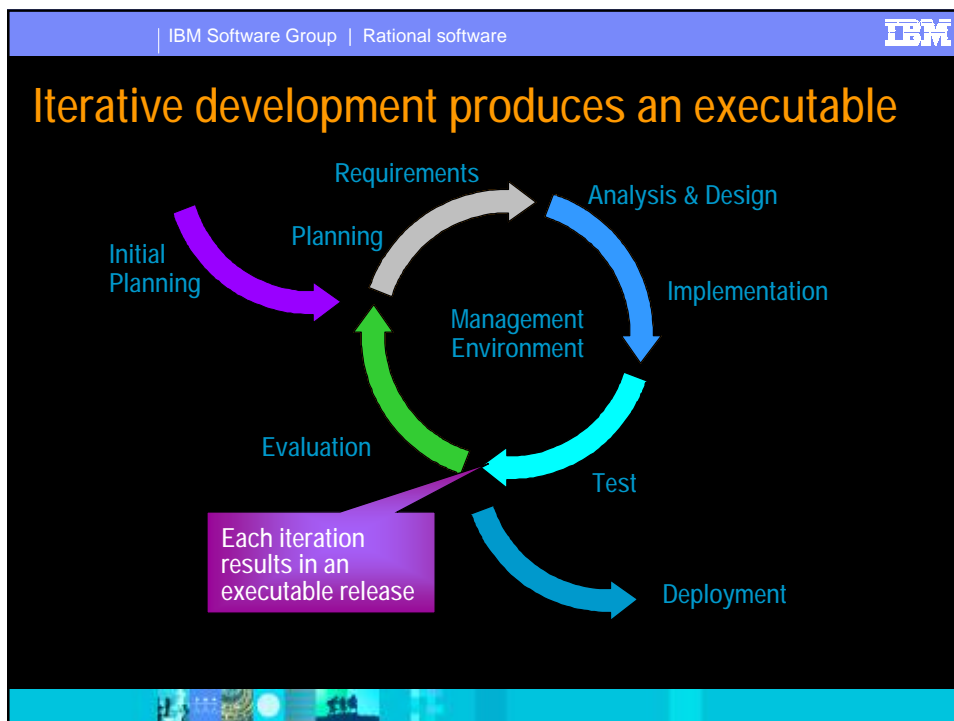 IBM Software Group | Rational software
IBM
Iterative development produces an executable
Requirements
Analysis & Design
Planning
Initial
Planning
Implementation
Management
Environment
Evaluation
Test
Each iteration
results in an
executable release
Deployment